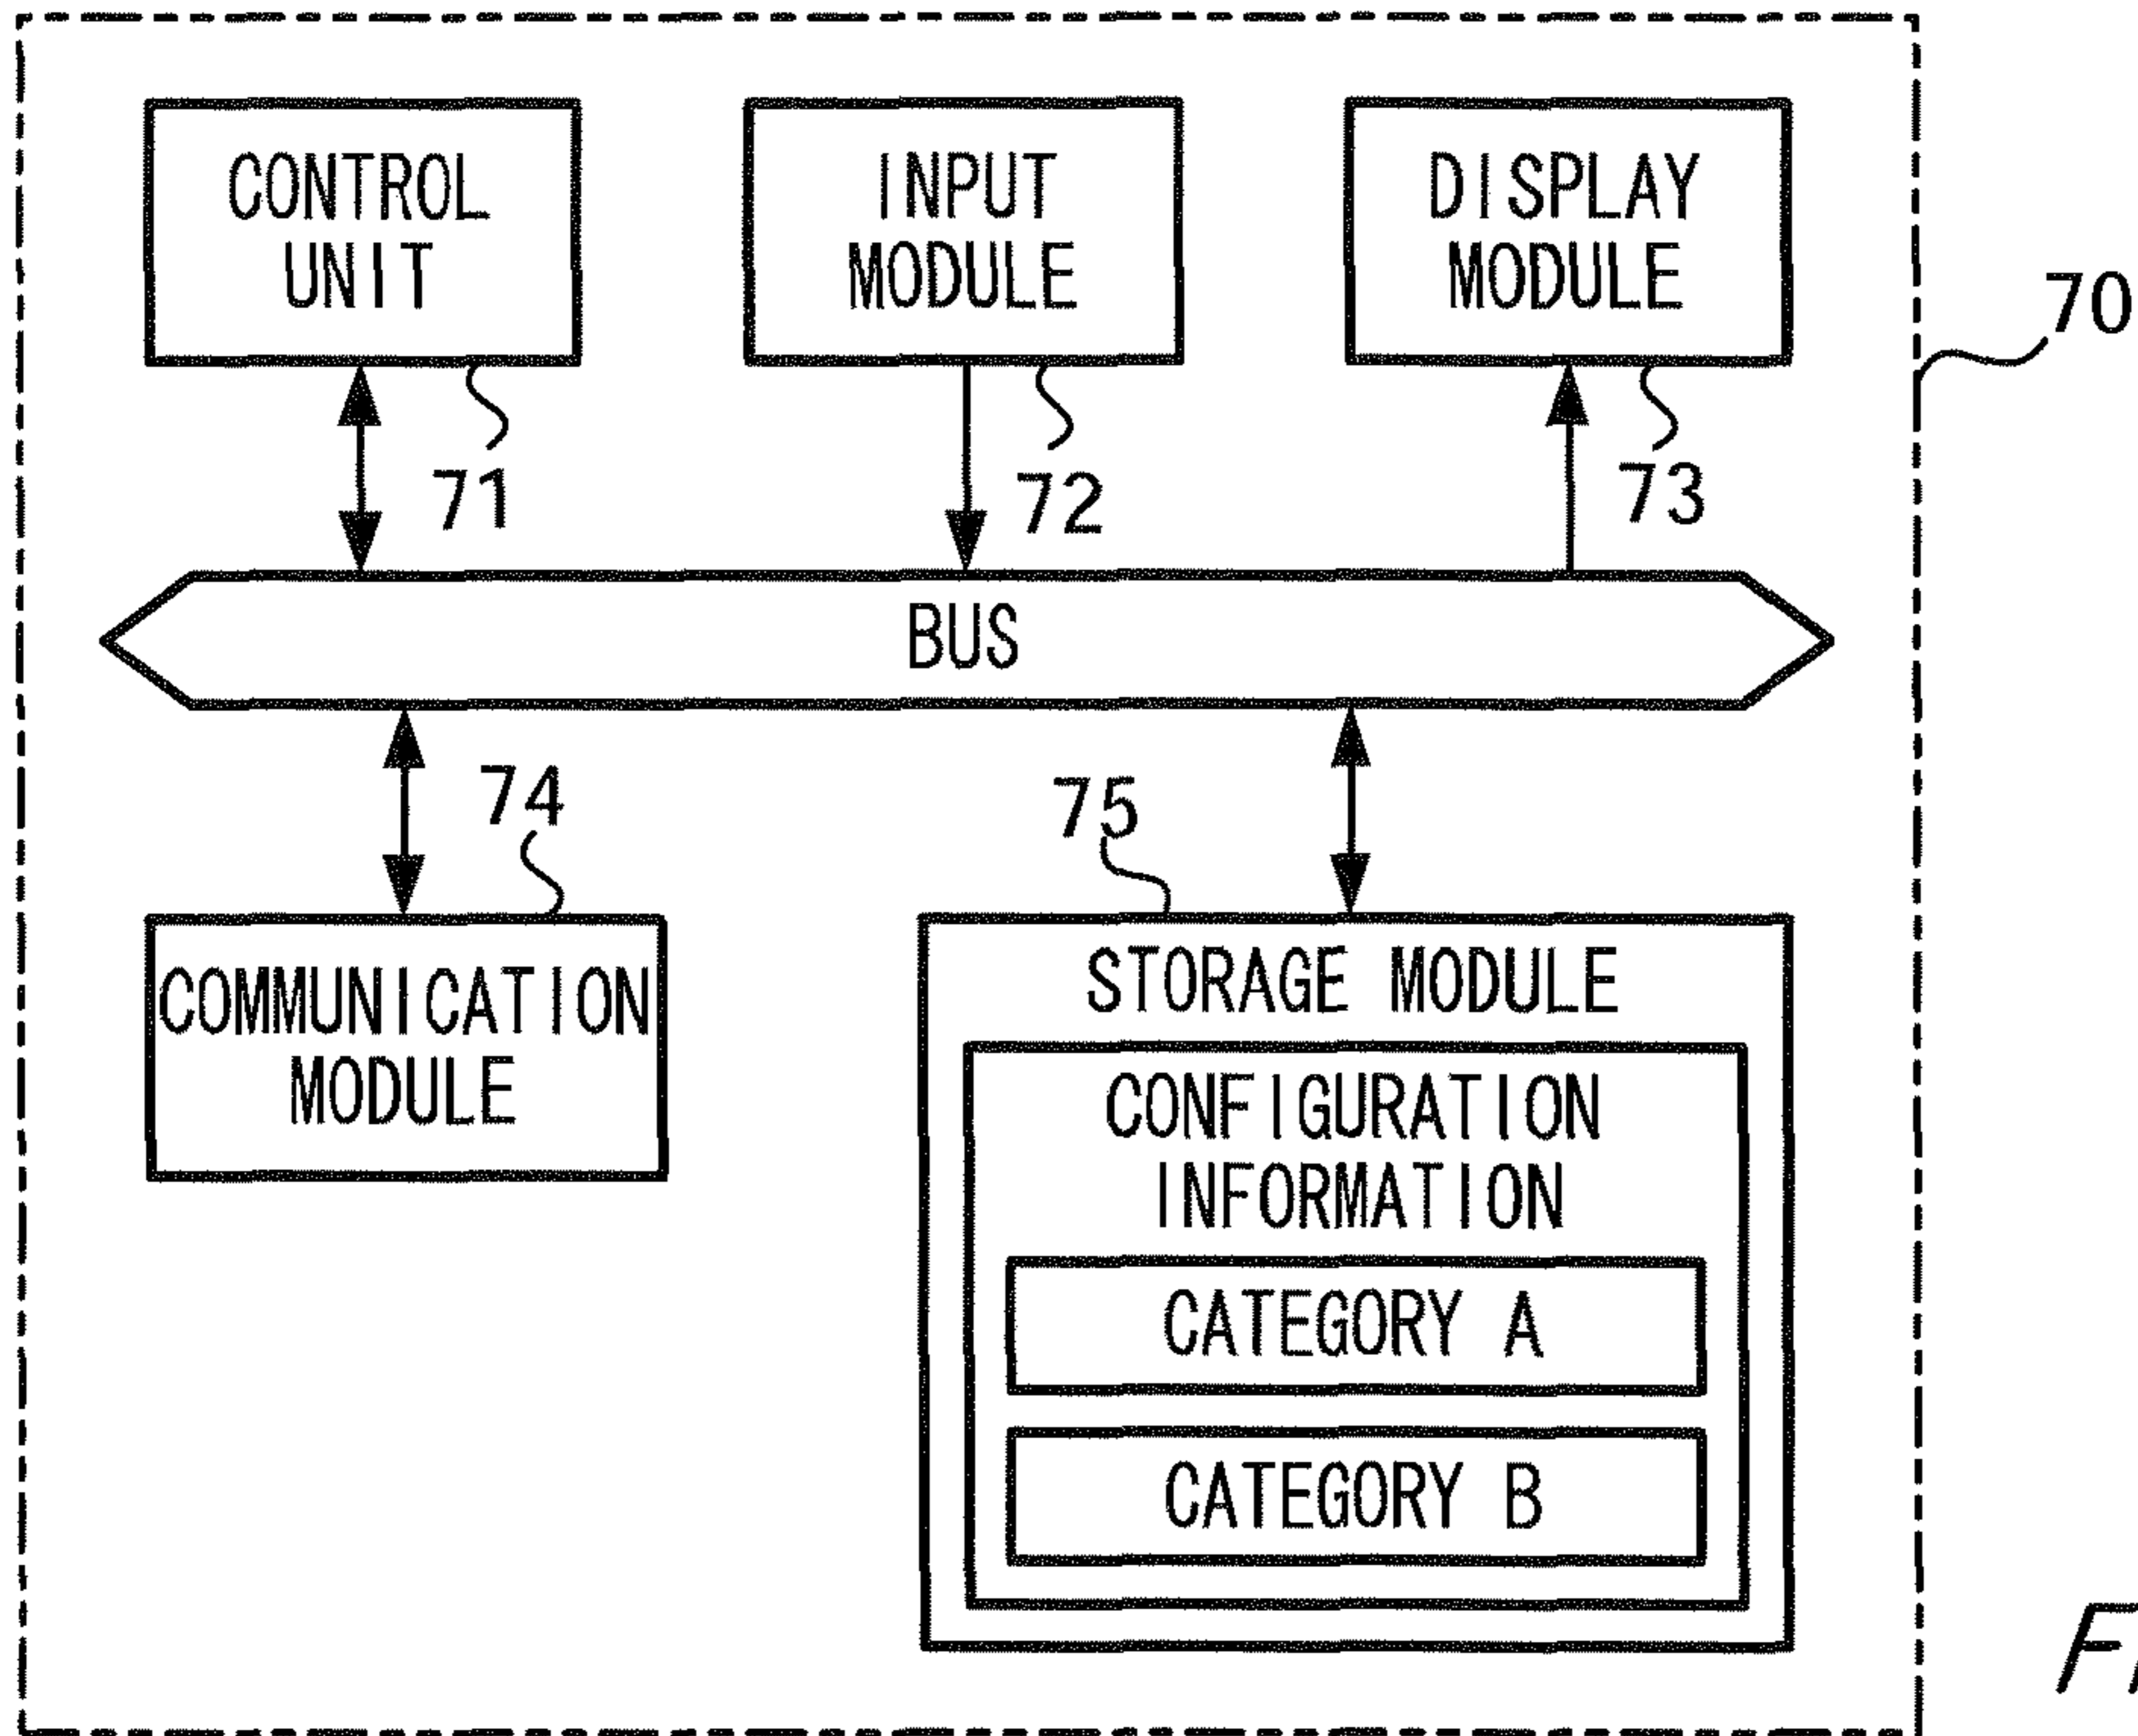 CONTROL
UNIT
INPUT
MODULE
DISPLAY
MODULE
70
71
72
73
BUS
74
75
COMMUNICATION
MODULE
STORAGE MODULE
CONFIGURATION
INFORMATION
CATEGORY A
CATEGORY B